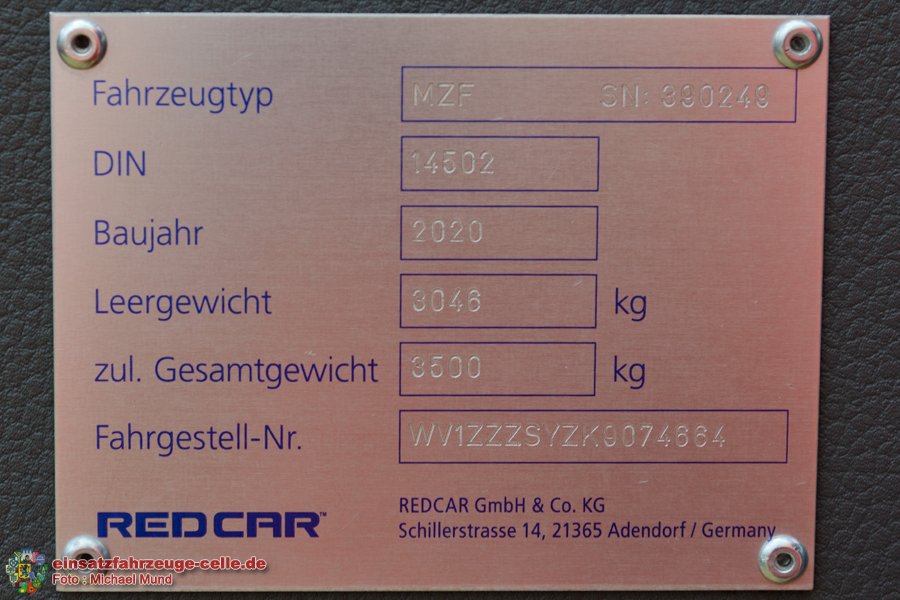 Fahrzeugtyp MZF SN: 390249
DIN 14502
Baujahr 2020
Leergewicht 3046 kg
zul. Gesamtgewicht 3500 kg
Fahrgestell-Nr. WV1ZZZSYZK9074664
REDCAR™
REDCAR GmbH & Co. KG
Schillerstrasse 14, 21365 Adendorf / Germany
einsatzfahrzeuge-celle.de
Foto : Michael Mund